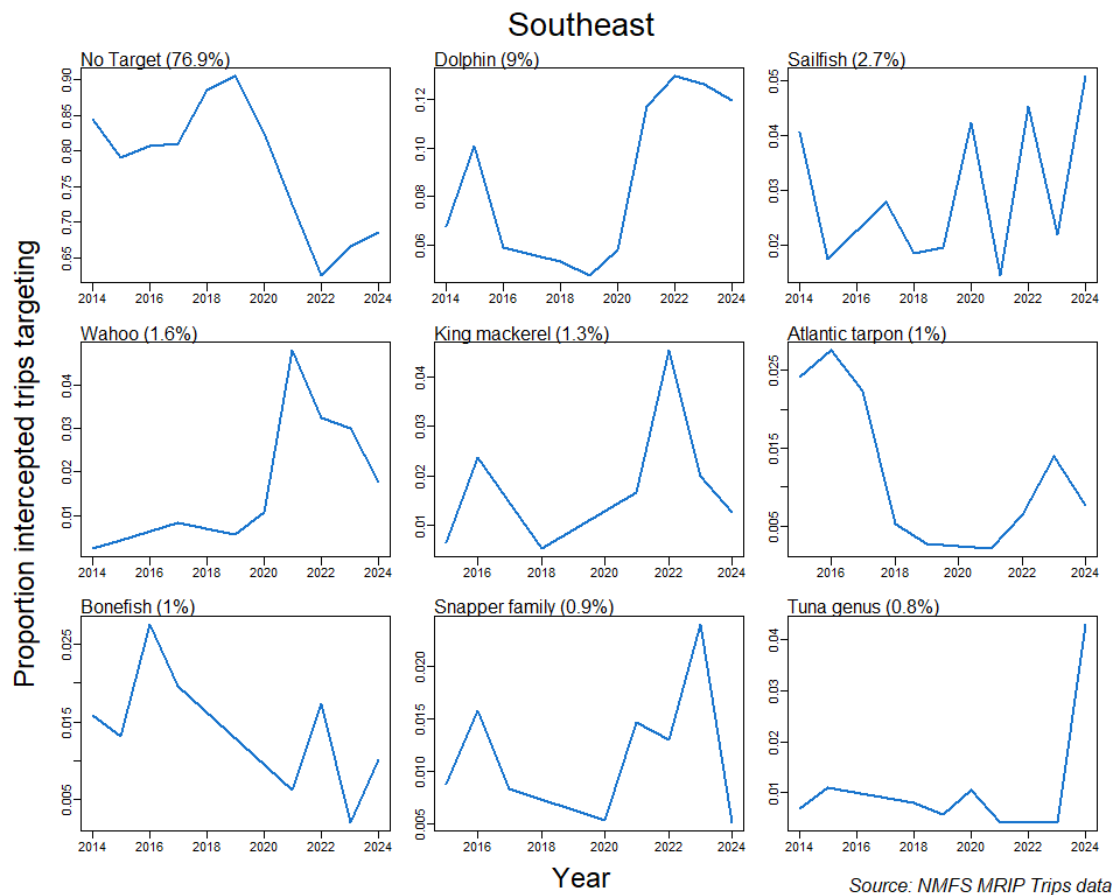 Southeast
Proportion intercepted trips targeting
No Target (76.9%)
0.90
0.85
0.80
0.75
0.70
0.65
2014 2016 2018 2020 2022 2024
Dolphin (9%)
0.12
0.10
0.08
0.06
2014 2016 2018 2020 2022 2024
Sailfish (2.7%)
0.05
0.04
0.03
0.02
2014 2016 2018 2020 2022 2024
Wahoo (1.6%)
0.04
0.03
0.02
0.01
2014 2016 2018 2020 2022 2024
King mackerel (1.3%)
0.04
0.03
0.02
0.01
2016 2018 2020 2022 2024
Atlantic tarpon (1%)
0.025
0.015
0.005
2016 2018 2020 2022 2024
Bonefish (1%)
0.025
0.015
0.005
2014 2016 2018 2020 2022 2024
Snapper family (0.9%)
0.020
0.015
0.010
0.005
2016 2018 2020 2022 2024
Tuna genus (0.8%)
0.04
0.03
0.02
0.01
2014 2016 2018 2020 2022 2024
Year
Source: NMFS MRIP Trips data